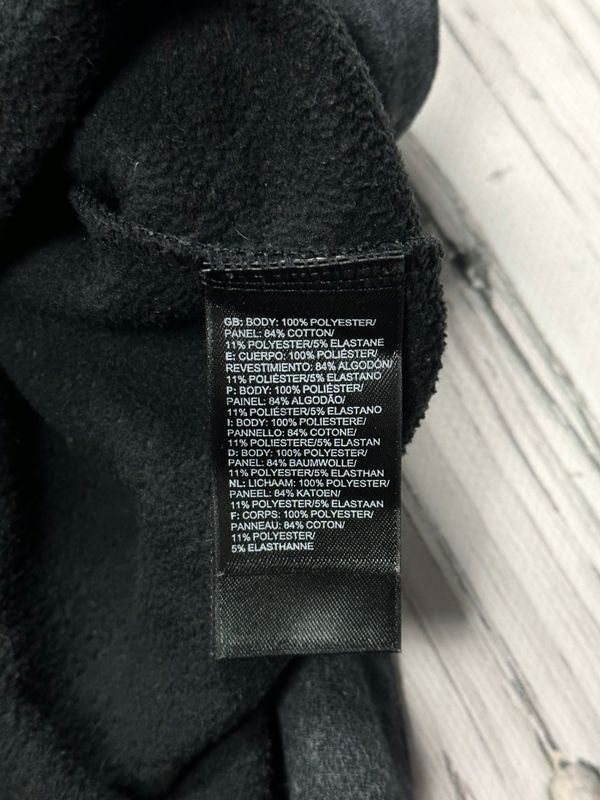 GB: BODY: 100% POLYESTER/
PANEL: 84% COTTON/
11% POLYESTER/5% ELASTANE
E: CUERPO: 100% POLIÉSTER/
REVESTIMIENTO: 84% ALGODÓN/
11% POLIÉSTER/5% ELASTANO
P: BODY: 100% POLIÉSTER/
PAINEL: 84% ALGODÃO/
11% POLIÉSTER/5% ELASTANO
I: BODY: 100% POLIESTERE/
PANNELLO: 84% COTONE/
11% POLIESTERE/5% ELASTAN
D: BODY: 100% POLYESTER/
PANEL: 84% BAUMWOLLE/
11% POLYESTER/5% ELASTHAN
NL: LICHAAM: 100% POLYESTER/
PANEEL: 84% KATOEN/
11% POLYESTER/5% ELASTAAN
F: CORPS: 100% POLYESTER/
PANNEAU: 84% COTON/
11% POLYESTER/
5% ELASTHANNE